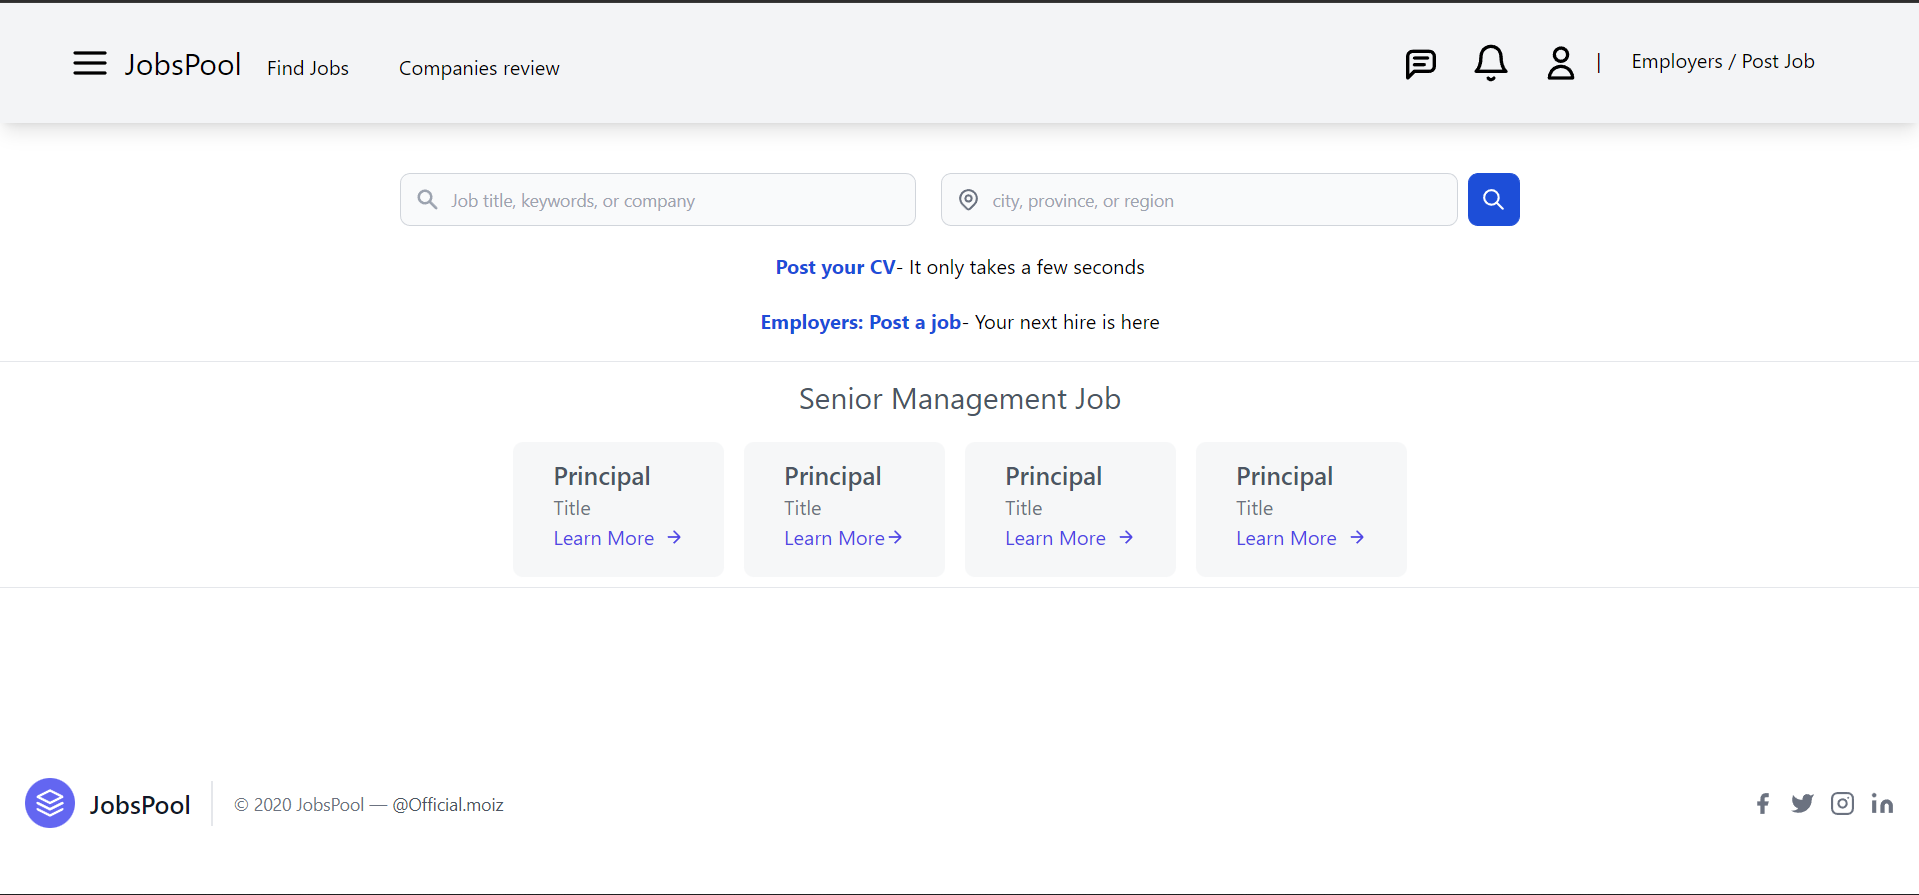 JobsPool Find Jobs Companies review | Employers / Post Job
Job title, keywords, or company city, province, or region
Post your CV- It only takes a few seconds
Employers: Post a job- Your next hire is here
Senior Management Job
Principal Principal Principal Principal
Title Title Title Title
Learn More → Learn More→ Learn More → Learn More →
JobsPool © 2020 JobsPool — @Official.moiz